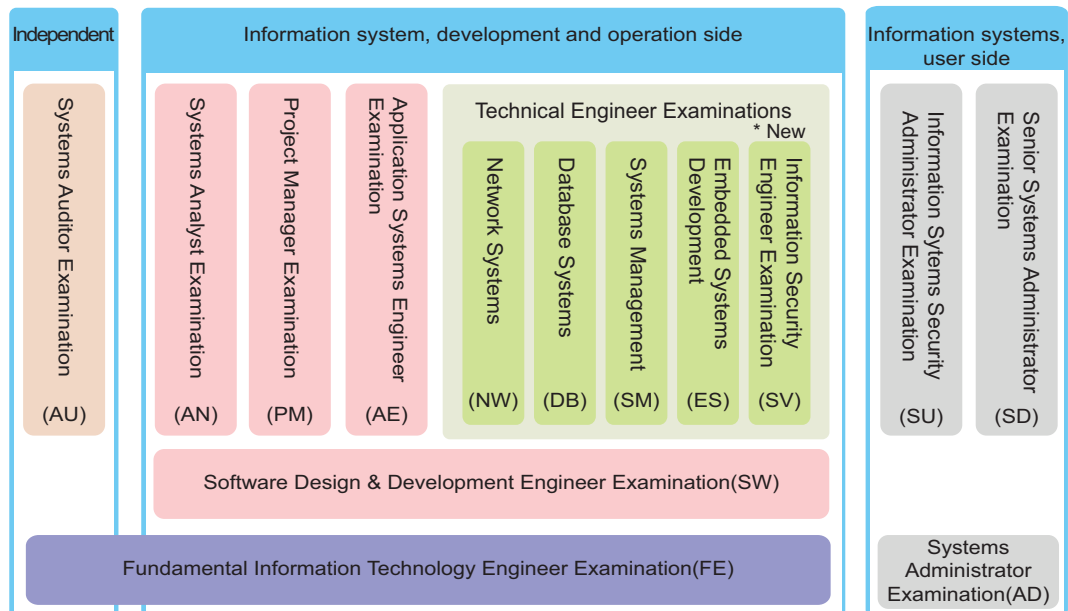 Independent
Information system, development and operation side
Information systems,
user side
Systems Auditor Examination
(AU)
Systems Analyst Examination
(AN)
Project Manager Examination
(PM)
Application Systems Engineer
Examination
(AE)
Technical Engineer Examinations
* New
Network Systems
(NW)
Database Systems
(DB)
Systems Management
(SM)
Embedded Systems
Development
(ES)
Information Security
Engineer Examination
(SV)
Information Sytems Security
Administrator Examination
(SU)
Senior Systems Administrator
Examination
(SD)
Software Design & Development Engineer Examination(SW)
Fundamental Information Technology Engineer Examination(FE)
Systems
Administrator
Examination(AD)